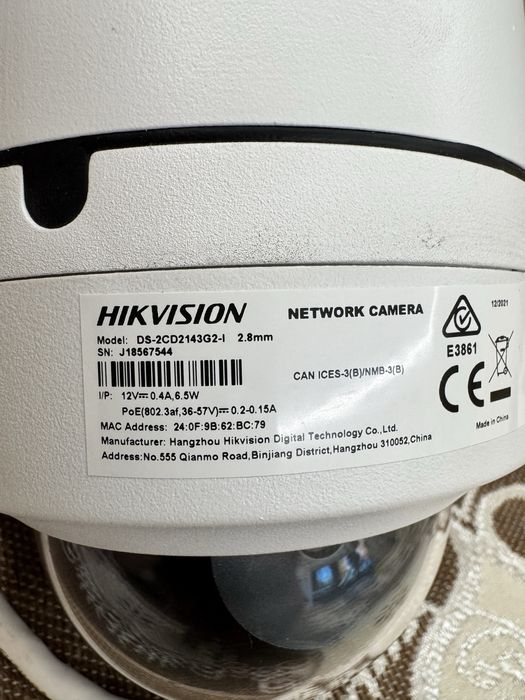 HIKVISION NETWORK CAMERA 12/2021
Model: DS-2CD2143G2-I 2.8mm
SN: J18567544
E3861
CAN ICES-3(B)/NMB-3(B)
I/P: 12V⎓0.4A,6.5W
PoE(802.3af,36-57V)⎓0.2-0.15A
CE
MAC Address: 24:0F:9B:62:BC:79
Made in China
Manufacturer: Hangzhou Hikvision Digital Technology Co.,Ltd.
Address:No.555 Qianmo Road,Binjiang District,Hangzhou 310052,China